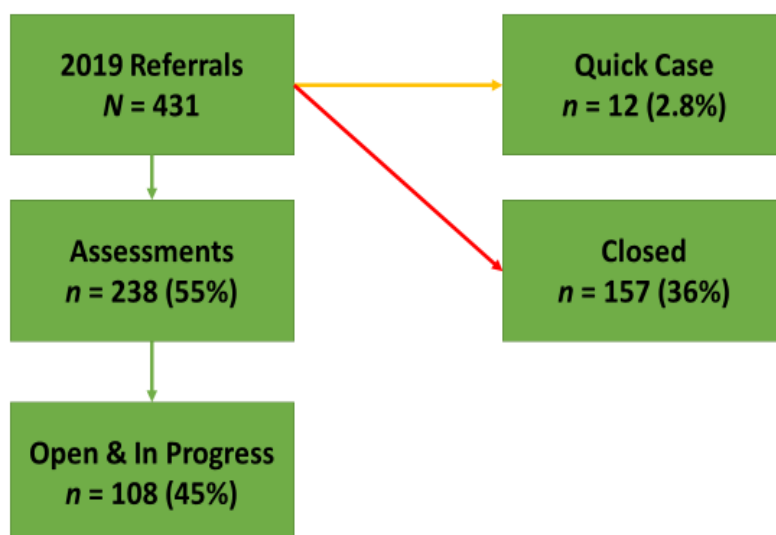 2019 Referrals
N = 431
Quick Case
n = 12 (2.8%)
Assessments
n = 238 (55%)
Closed
n = 157 (36%)
Open & In Progress
n = 108 (45%)